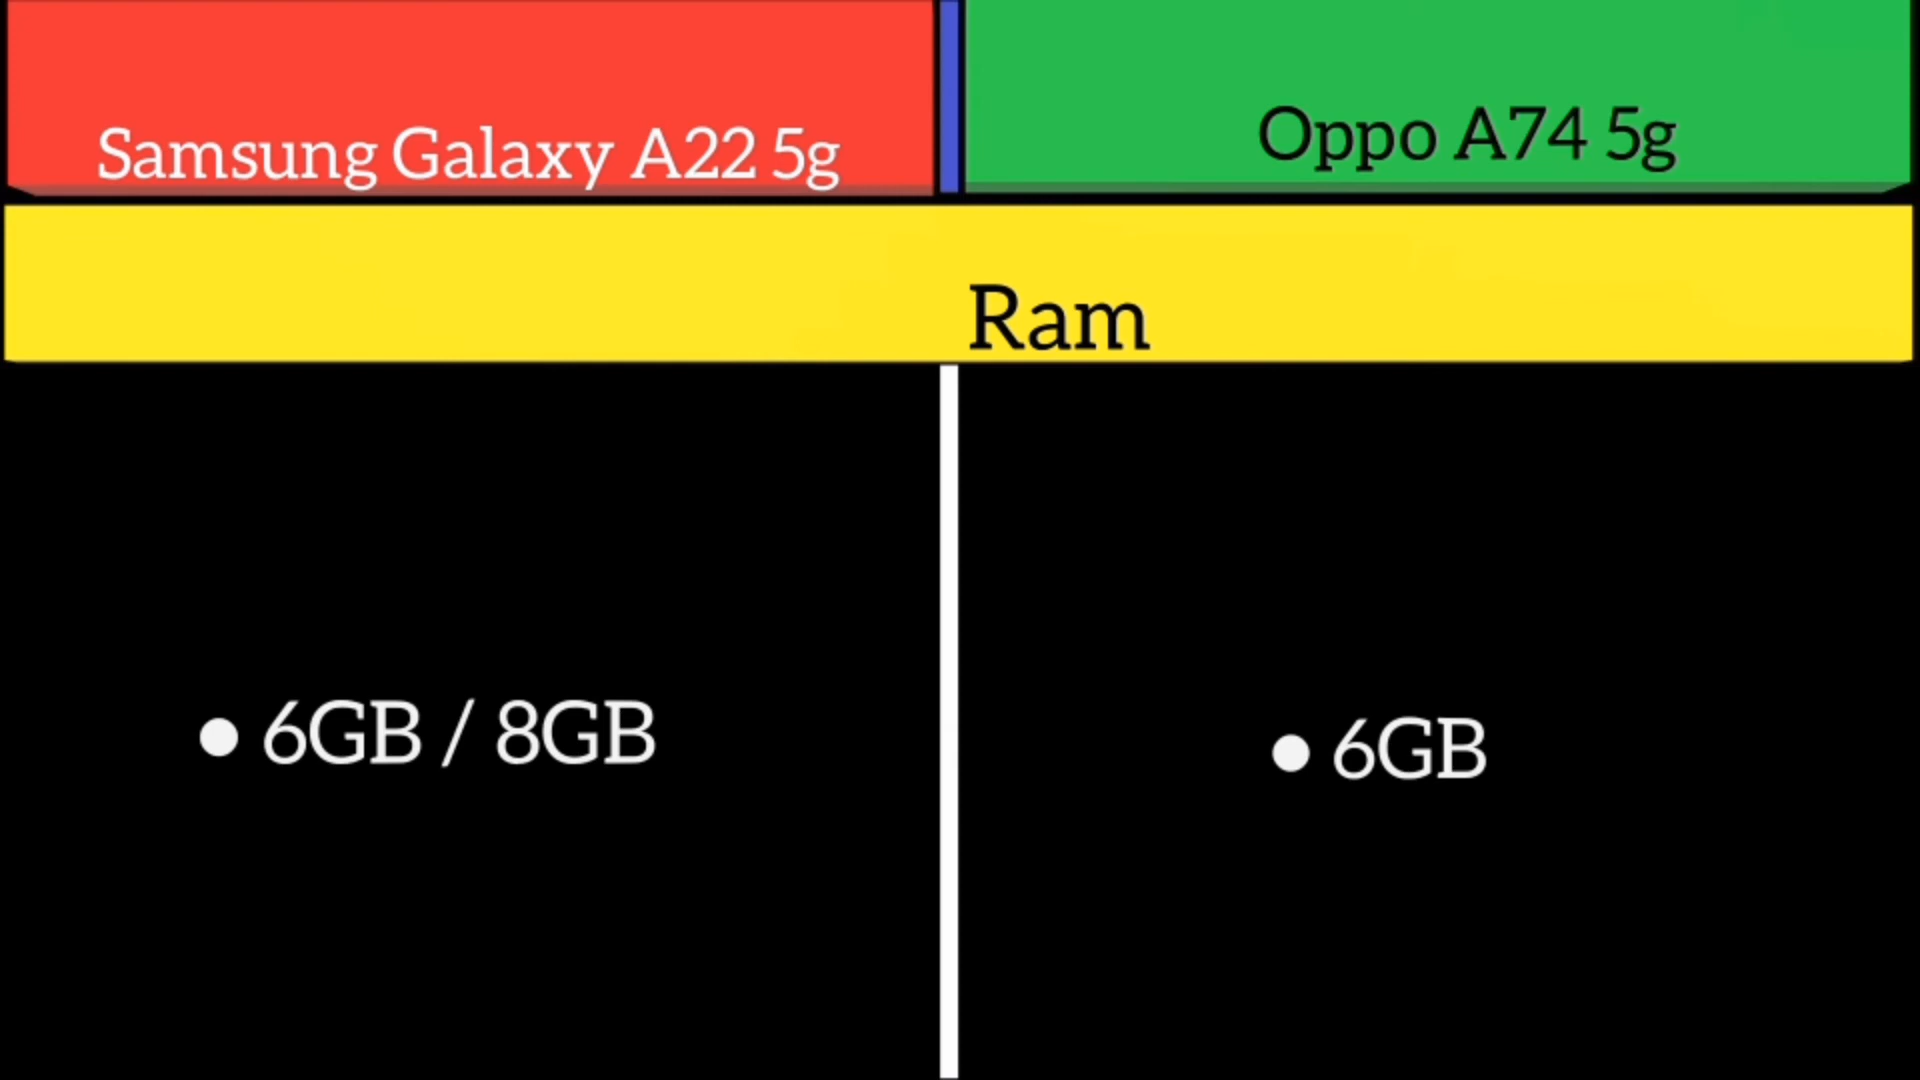 Samsung Galaxy A22 5g
Oppo A74 5g
Ram
● 6GB / 8GB
● 6GB